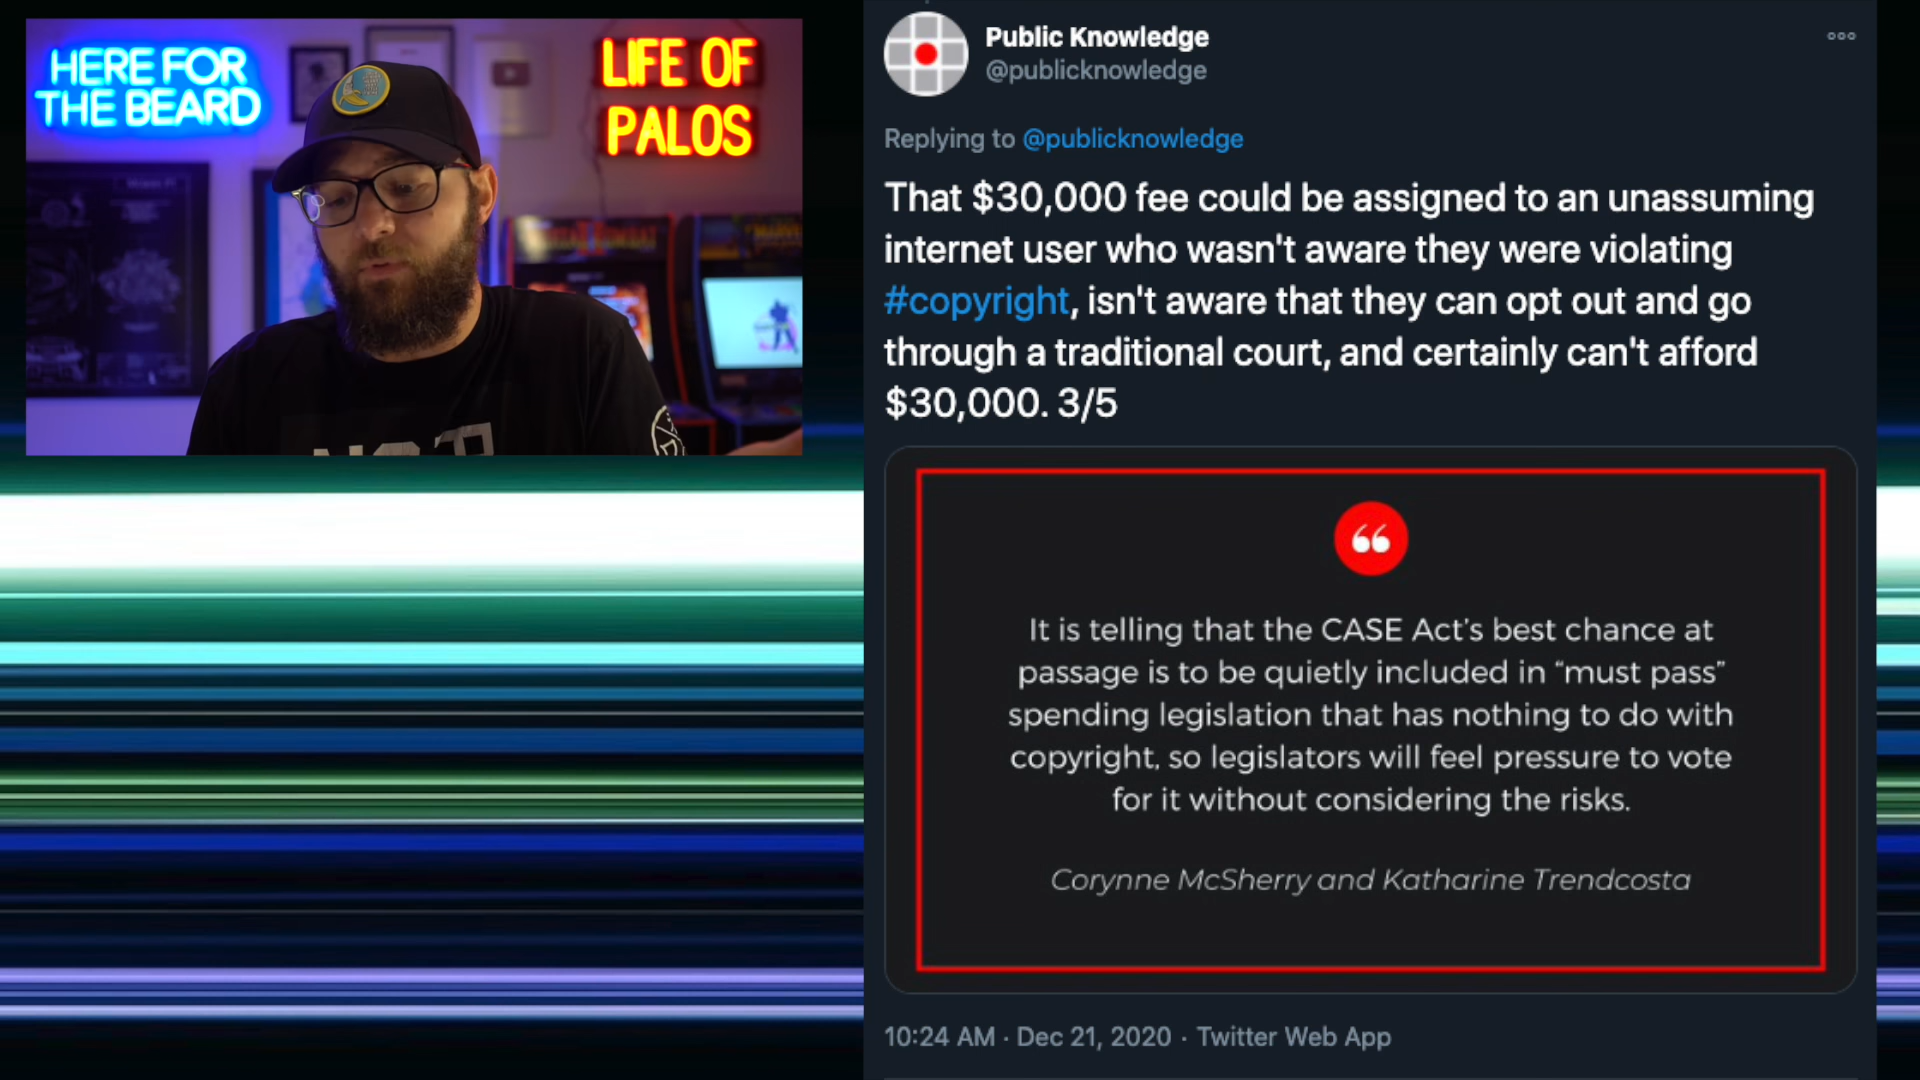 HERE FOR
THE BEARD
LIFE OF
PALOS
Public Knowledge
@publicknowledge
Replying to @publicknowledge
That $30,000 fee could be assigned to an unassuming
internet user who wasn't aware they were violating
#copyright, isn't aware that they can opt out and go
through a traditional court, and certainly can't afford
$30,000. 3/5
It is telling that the CASE Act's best chance at
passage is to be quietly included in “must pass”
spending legislation that has nothing to do with
copyright, so legislators will feel pressure to vote
for it without considering the risks.
Corynne McSherry and Katharine Trendcosta
10:24 AM · Dec 21, 2020 · Twitter Web App